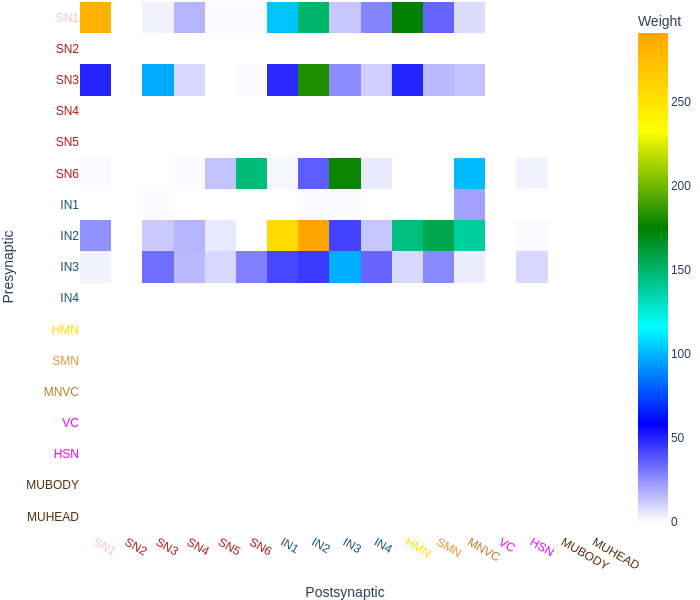 Weight
SN1
SN2
SN3
SN4
SN5
SN6
IN1
IN2
IN3
IN4
HMN
SMN
MNVC
VC
HSN
MUBODY
MUHEAD
Presynaptic
250
200
150
100
50
0
SN1
SN2
SN3
SN4
SN5
SN6
IN1
IN2
IN3
IN4
HMN
SMN
MNVC
VC
HSN
MUBODY
MUHEAD
Postsynaptic